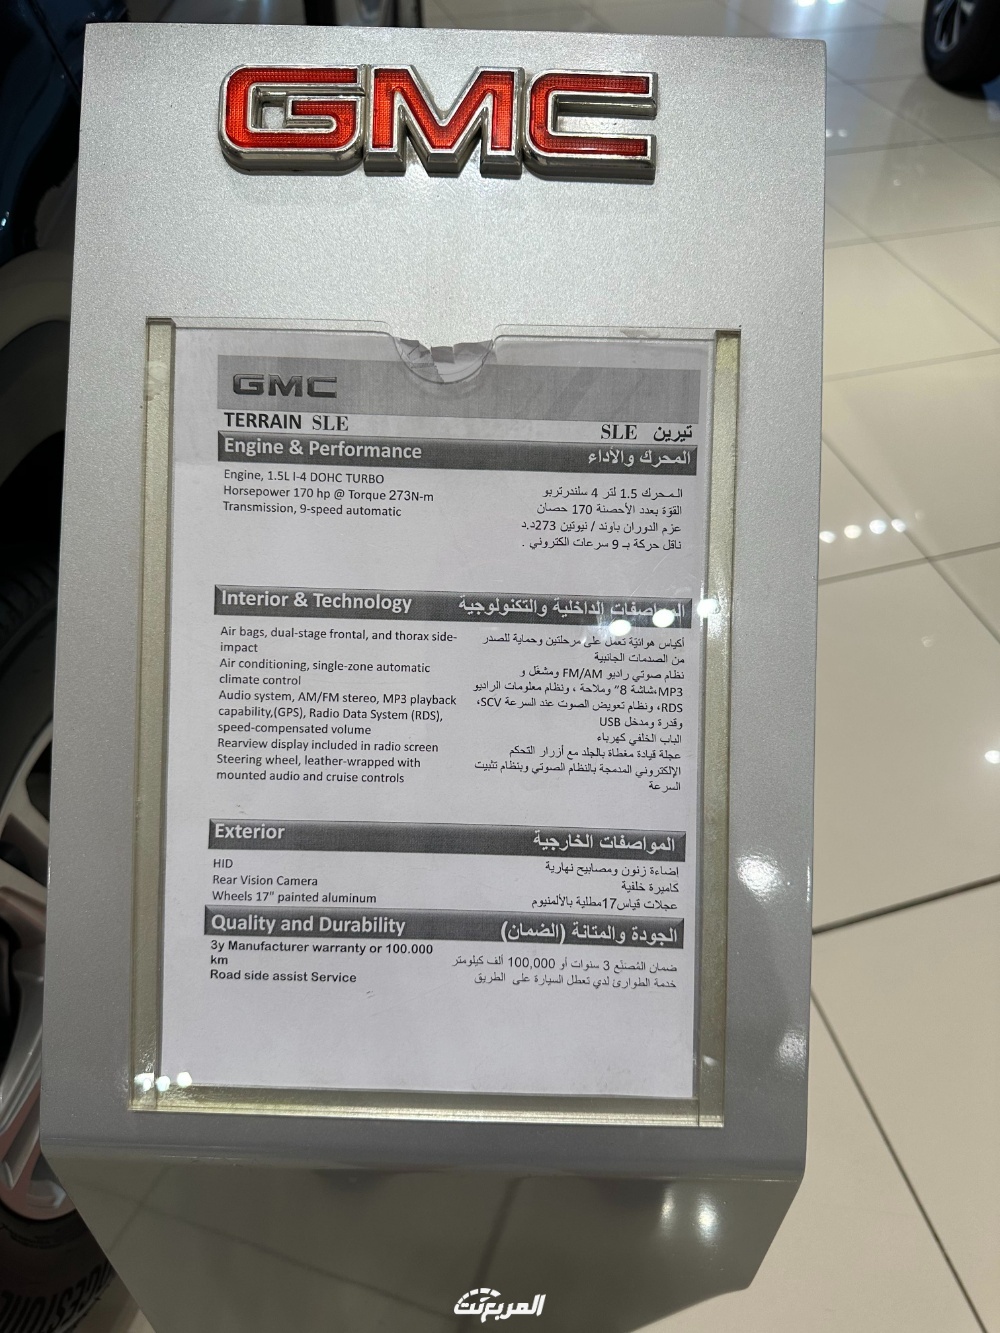 GMC
GMC
TERRAIN SLE
تيرين SLE
Engine & Performance
المحرك والأداء
Engine, 1.5L I-4 DOHC TURBO
Horsepower 170 hp @ Torque 273N-m
Transmission, 9-speed automatic
المحرك 1.5 لتر 4 سلندرتربو
القوّة بعدد الأحصنة 170 حصان
عزم الدوران باوند / نيوتين 273د.د
ناقل حركة بـ 9 سرعات الكتروني .
Interior & Technology
المواصفات الداخلية والتكنولوجية
Air bags, dual-stage frontal, and thorax side-
impact
Air conditioning, single-zone automatic
climate control
Audio system, AM/FM stereo, MP3 playback
capability,(GPS), Radio Data System (RDS),
speed-compensated volume
Rearview display included in radio screen
Steering wheel, leather-wrapped with
mounted audio and cruise controls
أكياس هوائيّة تعمل على مرحلتين وحماية للصدر
من الصدمات الجانبية
نظام صوتي راديو FM/AM ومشغل و
MP3،شاشة 8" وملاحة ، ونظام معلومات الراديو
RDS، ونظام تعويض الصوت عند السرعة SCV،
وقدرة ومدخل USB
الباب الخلفي كهرباء
عجلة قيادة مغطاة بالجلد مع أزرار التحكم
الإلكتروني المدمجة بالنظام الصوتي وبنظام تثبيت
السرعة
Exterior
المواصفات الخارجية
HID
Rear Vision Camera
Wheels 17" painted aluminum
إضاءة زنون ومصابيح نهارية
كاميرة خلفية
عجلات قياس17مطلية بالألمنيوم
Quality and Durability
الجودة والمتانة (الضمان)
3y Manufacturer warranty or 100.000
km
Road side assist Service
ضمان المُصنّع 3 سنوات أو 100,000 ألف كيلومتر
خدمة الطوارئ لدي تعطل السيارة على الطريق
المربع نت